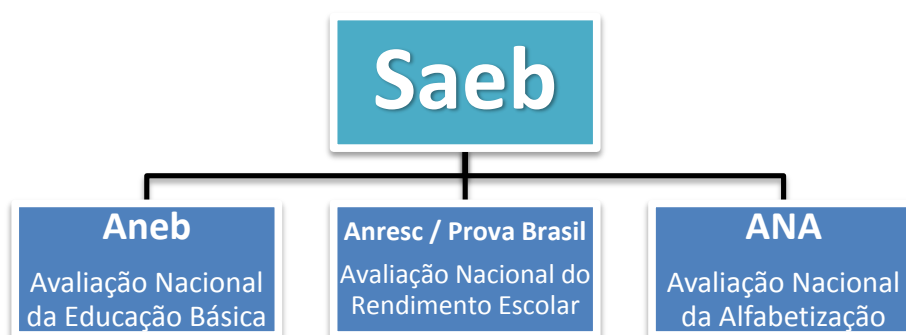 Saeb
Aneb
Avaliação Nacional
da Educação Básica
Anresc / Prova Brasil
Avaliação Nacional do
Rendimento Escolar
ANA
Avaliação Nacional
da Alfabetização